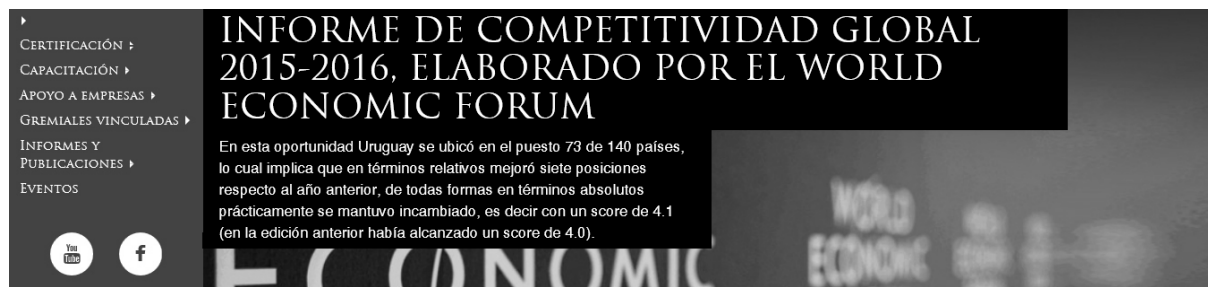 CERTIFICACIÓN
CAPACITACIÓN
APOYO A EMPRESAS
GREMIALES VINCULADAS
INFORMES Y
PUBLICACIONES
EVENTOS
You
Tube
f
INFORME DE COMPETITIVIDAD GLOBAL
2015-2016, ELABORADO POR EL WORLD
ECONOMIC FORUM
En esta oportunidad Uruguay se ubicó en el puesto 73 de 140 países,
lo cual implica que en términos relativos mejoró siete posiciones
respecto al año anterior, de todas formas en términos absolutos
prácticamente se mantuvo incambiado, es decir con un score de 4.1
(en la edición anterior había alcanzado un score de 4.0).
WORLD
ECONOMIC
ECONOMIC